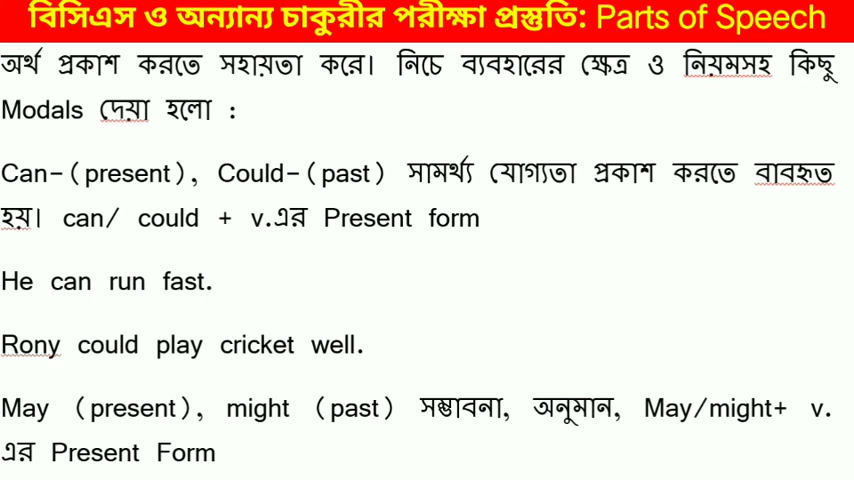 বিসিএস ও অন্যান্য চাকুরীর পরীক্ষা প্রস্তুতি: Parts of Speech
অর্থ প্রকাশ করতে সহায়তা করে। নিচে ব্যবহারের ক্ষেত্র ও নিয়মসহ কিছু
Modals দেয়া হলো :
Can-(present), Could-(past) সামর্থ্য যোগ্যতা প্রকাশ করতে বাবহৃত
হয়। can/ could + v.এর Present form
He can run fast.
Rony could play cricket well.
May (present), might (past) সম্ভাবনা, অনুমান, May/might+ v.
এর Present Form